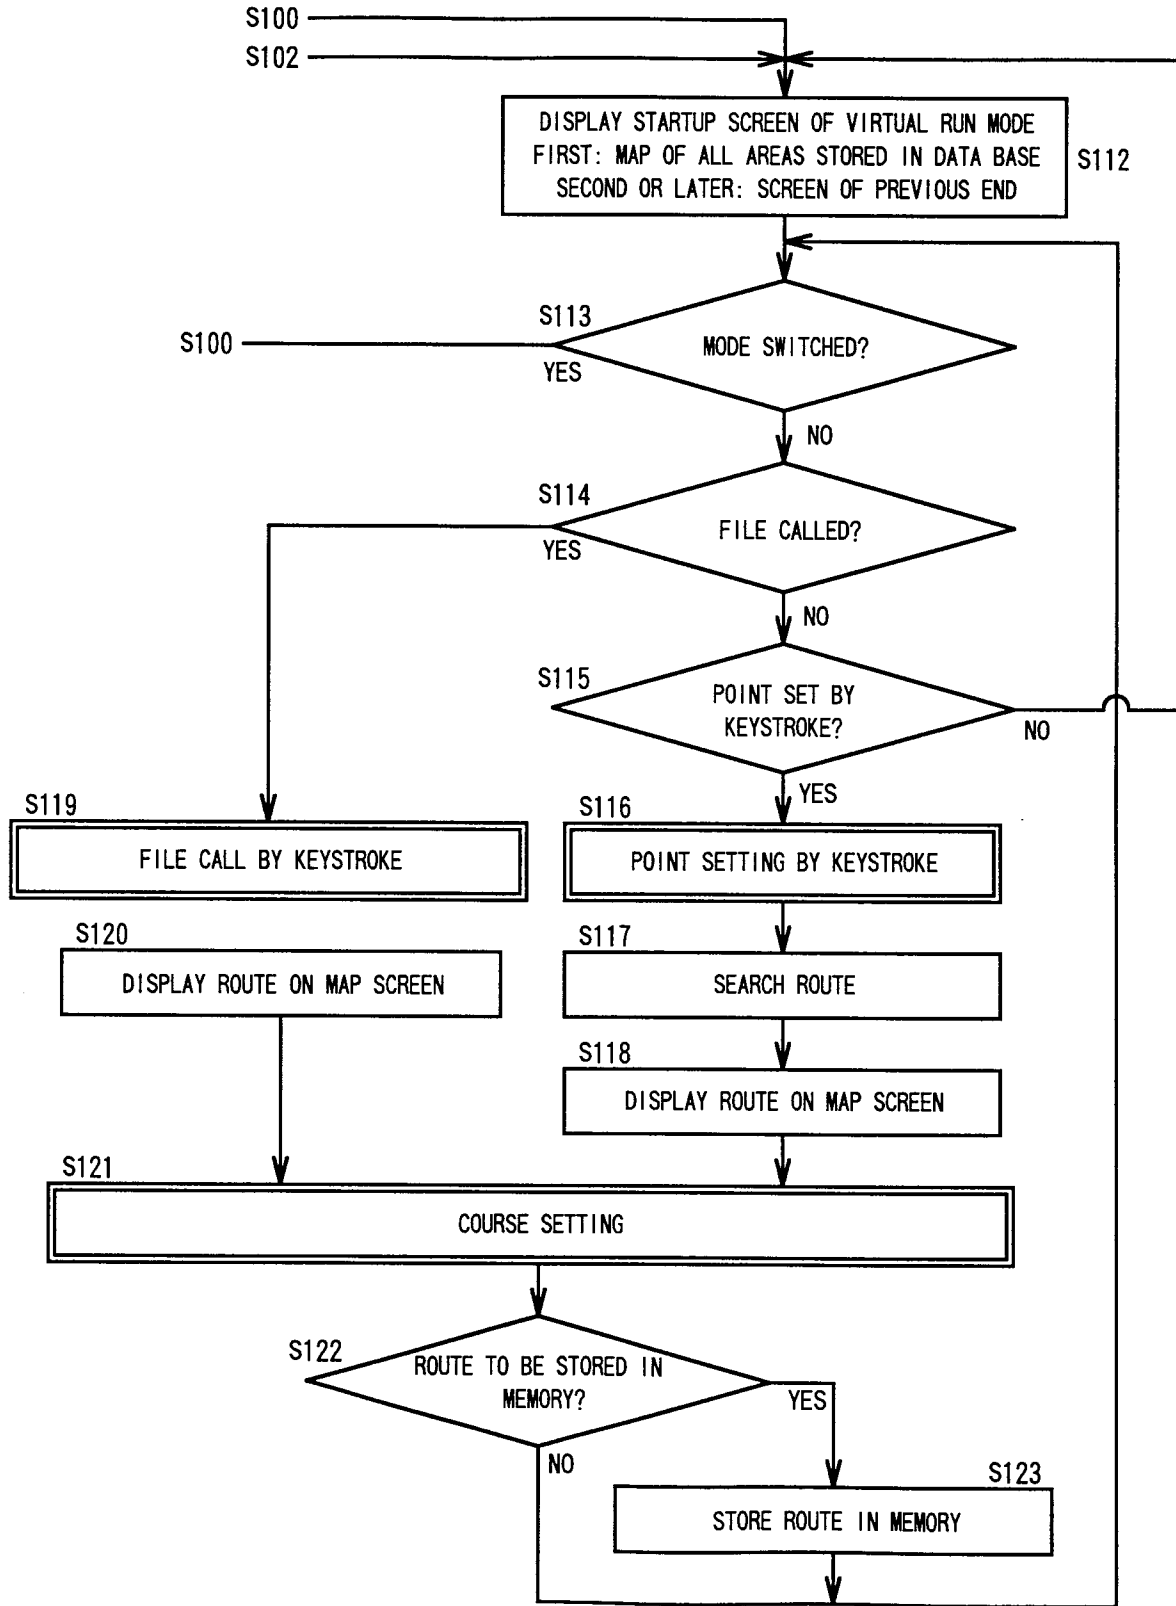 S100
S102
DISPLAY STARTUP SCREEN OF VIRTUAL RUN MODE
FIRST: MAP OF ALL AREAS STORED IN DATA BASE
SECOND OR LATER: SCREEN OF PREVIOUS END
S112
S113
S100
MODE SWITCHED?
YES
NO
S114
FILE CALLED?
YES
NO
S115
POINT SET BY
KEYSTROKE?
NO
YES
S119
FILE CALL BY KEYSTROKE
S116
POINT SETTING BY KEYSTROKE
S120
DISPLAY ROUTE ON MAP SCREEN
S117
SEARCH ROUTE
S118
DISPLAY ROUTE ON MAP SCREEN
S121
COURSE SETTING
S122
ROUTE TO BE STORED IN
MEMORY?
YES
NO
S123
STORE ROUTE IN MEMORY